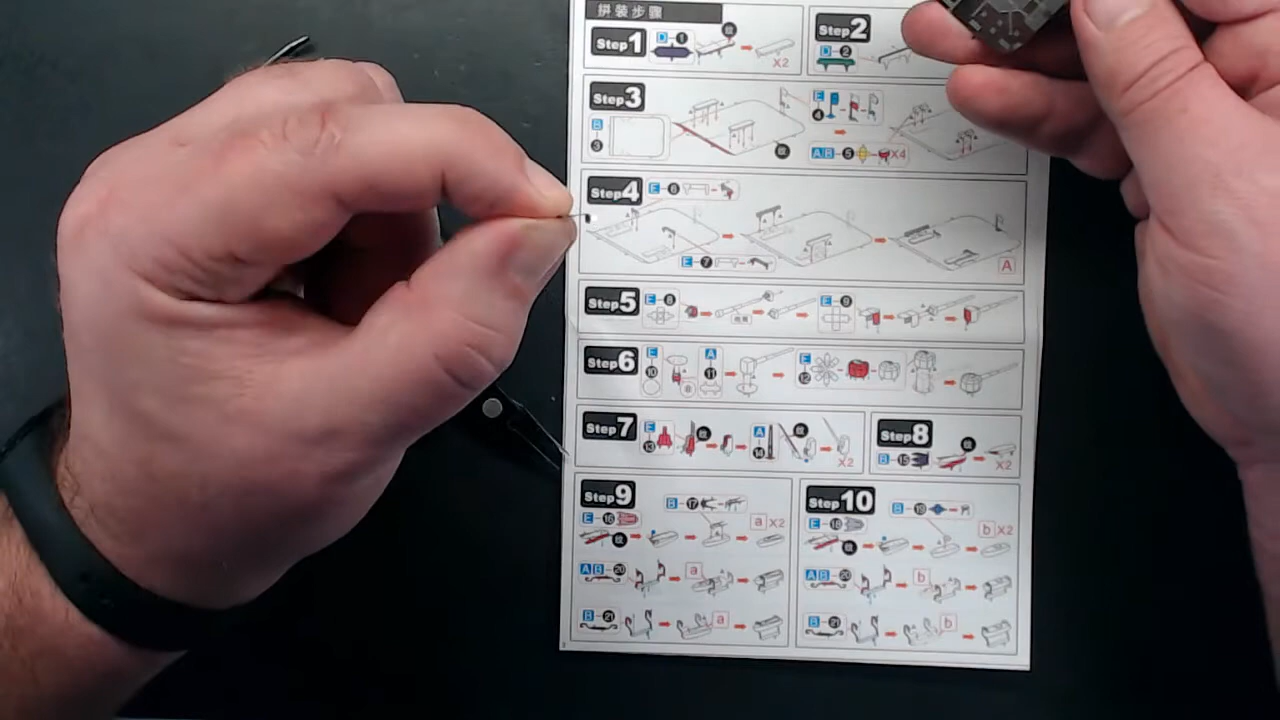 拼装步骤
Step1 D-1 X2
Step2 D-2
Step3 E 4
B 3
A B - 5 X4
Step4 E-6
E-7 A
Step5 E-8 E-9
Step6 E 10 A 11 E 12
8
Step7 E 13 A 14 X2
Step8 B-15 X2
Step9 B-17
E-16 a X2
A B - 20 a
B-21 a
Step10 B-19
E-18 b X2
A B - 20 b
B-21 b